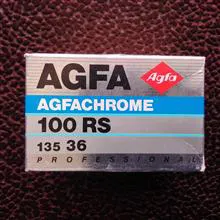 AGFA
Agfa
AGFACHROME
100 RS
135 36
PROFESSIONAL